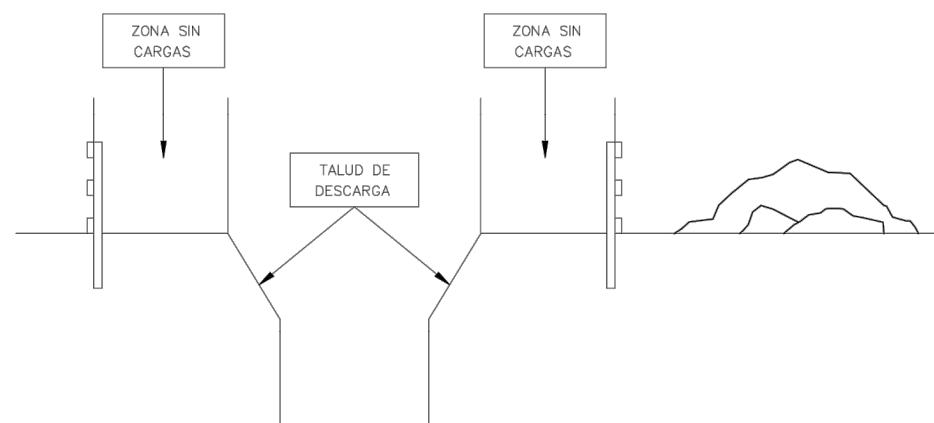 ZONA SIN
CARGAS
ZONA SIN
CARGAS
TALUD DE
DESCARGA